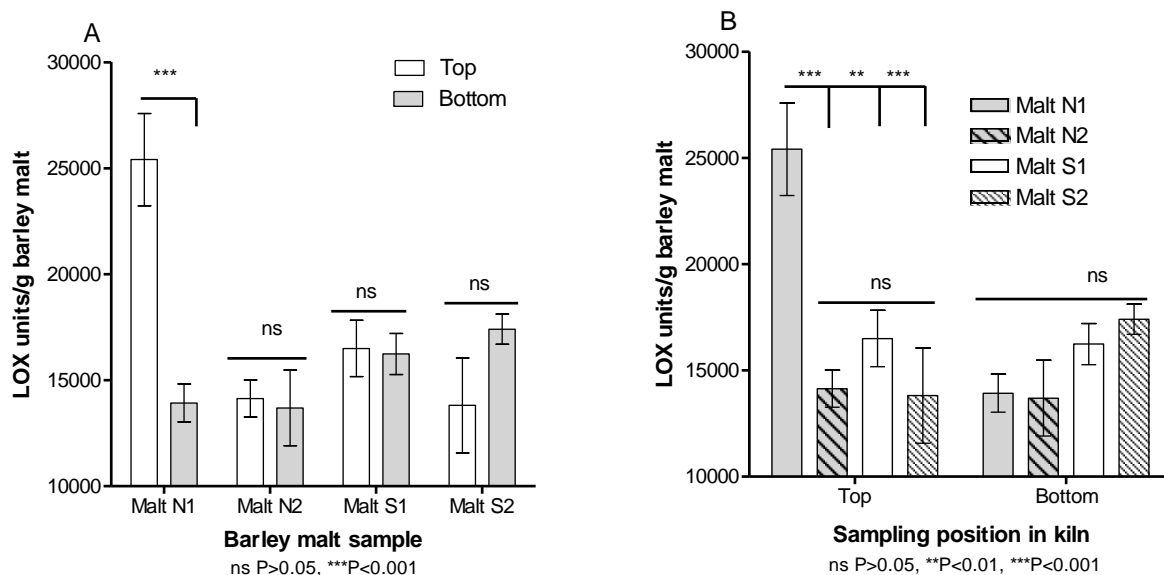 A
LOX units/g barley malt
30000
25000
20000
15000
10000
***
ns
ns
ns
Top
Bottom
Malt N1
Malt N2
Malt S1
Malt S2
Barley malt sample
ns P>0.05, ***P<0.001
B
LOX units/g barley malt
30000
25000
20000
15000
10000
*** ** ***
ns
ns
Malt N1
Malt N2
Malt S1
Malt S2
Top
Bottom
Sampling position in kiln
ns P>0.05, **P<0.01, ***P<0.001